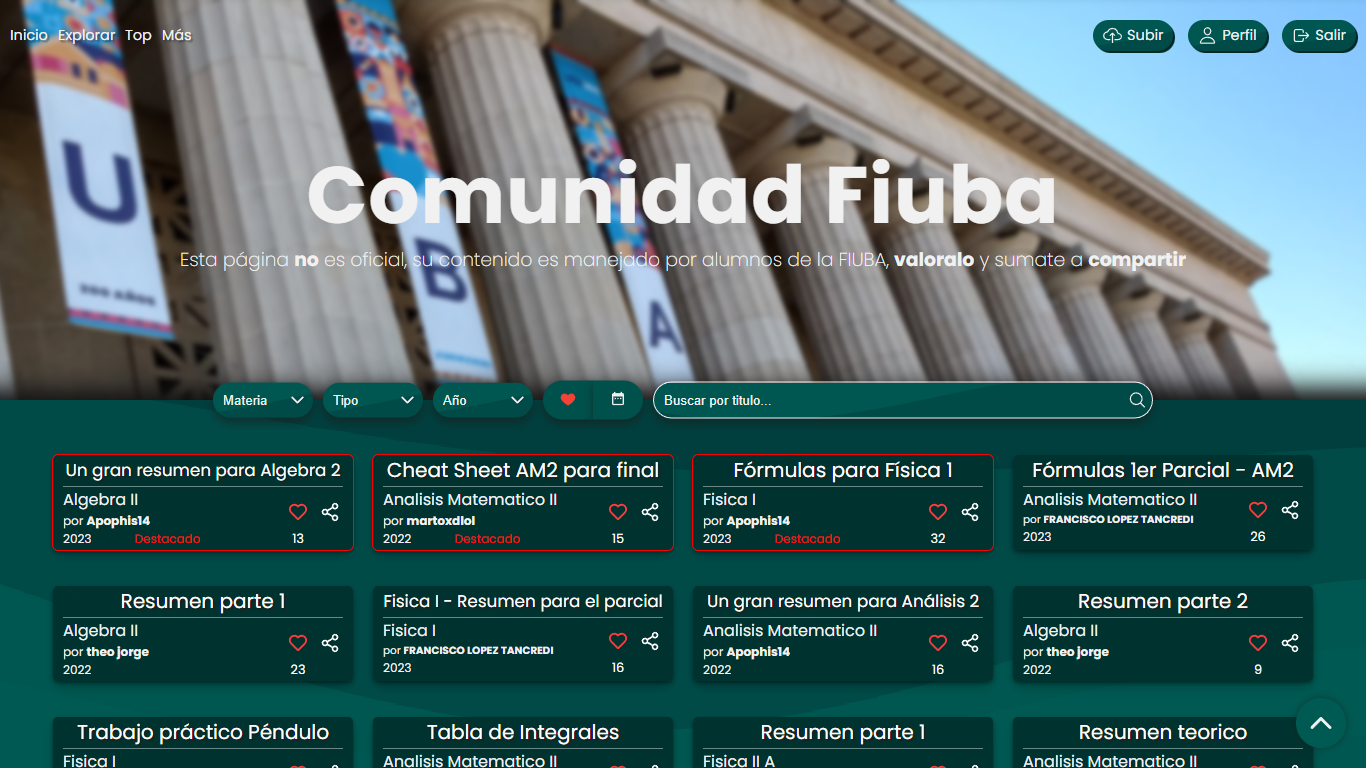 Inicio Explorar Top Más
Subir Perfil Salir
U
B
A
200 AÑOS
Comunidad Fiuba
Esta página no es oficial, su contenido es manejado por alumnos de la FIUBA, valoralo y sumate a compartir
Materia Tipo Año Buscar por titulo...
Un gran resumen para Algebra 2
Algebra II
por Apophis14
2023 Destacado 13
Cheat Sheet AM2 para final
Analisis Matematico II
por martoxdlol
2022 Destacado 15
Fórmulas para Física 1
Fisica I
por Apophis14
2023 Destacado 32
Fórmulas 1er Parcial - AM2
Analisis Matematico II
por FRANCISCO LOPEZ TANCREDI
2023 26
Resumen parte 1
Algebra II
por theo jorge
2022 23
Fisica I - Resumen para el parcial
Fisica I
por FRANCISCO LOPEZ TANCREDI
2023 16
Un gran resumen para Análisis 2
Analisis Matematico II
por Apophis14
2022 16
Resumen parte 2
Algebra II
por theo jorge
2022 9
Trabajo práctico Péndulo
Fisica I
Tabla de Integrales
Analisis Matematico II
Resumen parte 1
Fisica II A
Resumen teorico
Analisis Matematico II